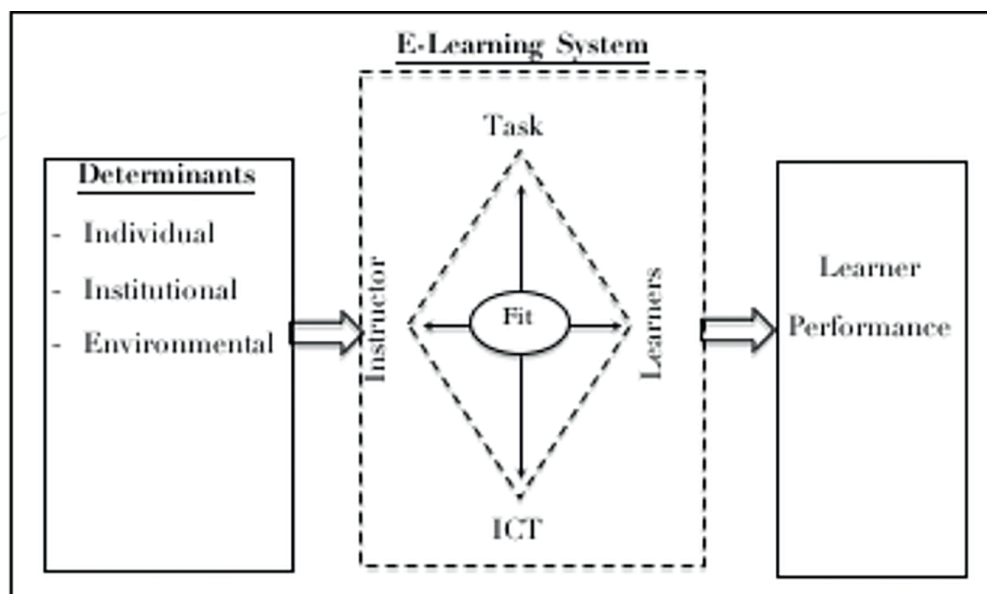 E-Learning System
Determinants
- Individual
- Institutional
- Environmental
Task
Instructor
Fit
Learners
ICT
Learner
Performance